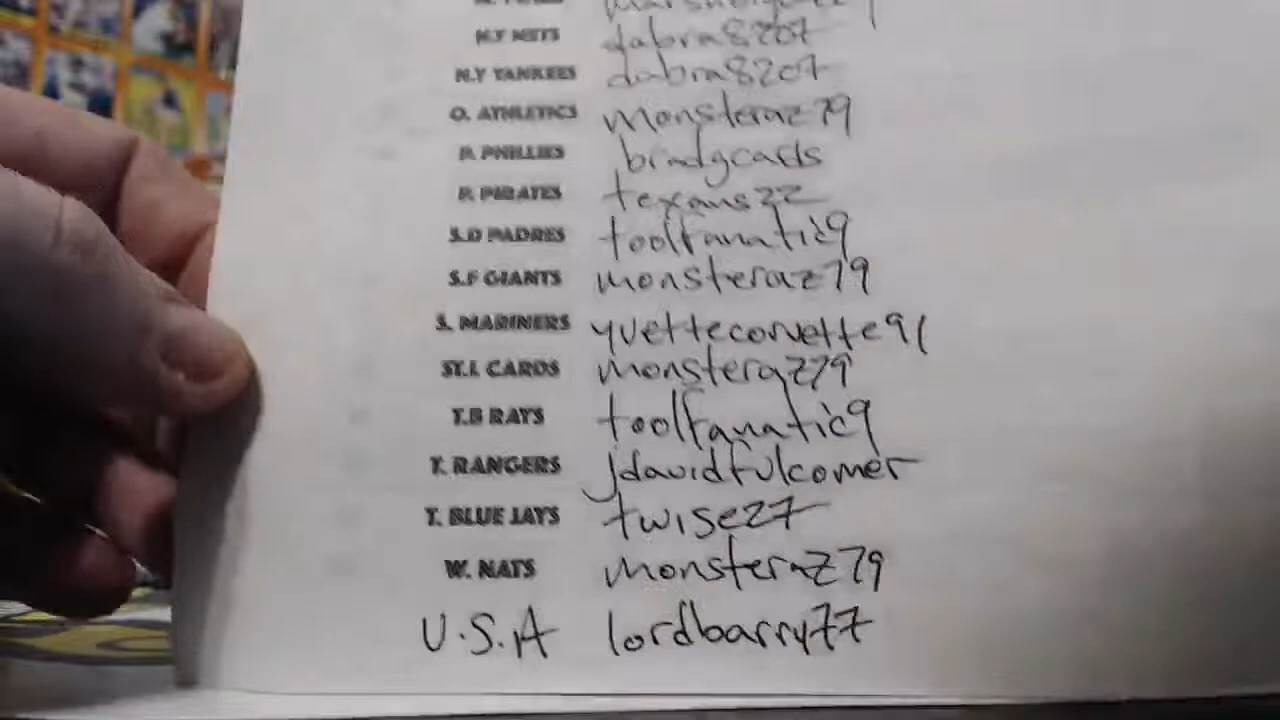 N.Y METS dabra8207
N.Y YANKEES dabra8207
O. ATHLETICS monsteraz79
P. PHILLIES bradgcards
P. PIRATES texans22
S.D PADRES toolfanatic9
S.F GIANTS monsteraz79
S. MARINERS yvettecorvette91
ST.L CARDS monsteraz79
T.B RAYS toolfanatic9
T. RANGERS jdavidfulcomer
T. BLUE JAYS twise27
W. NATS monsteraz79
U.S.A lordbarry77